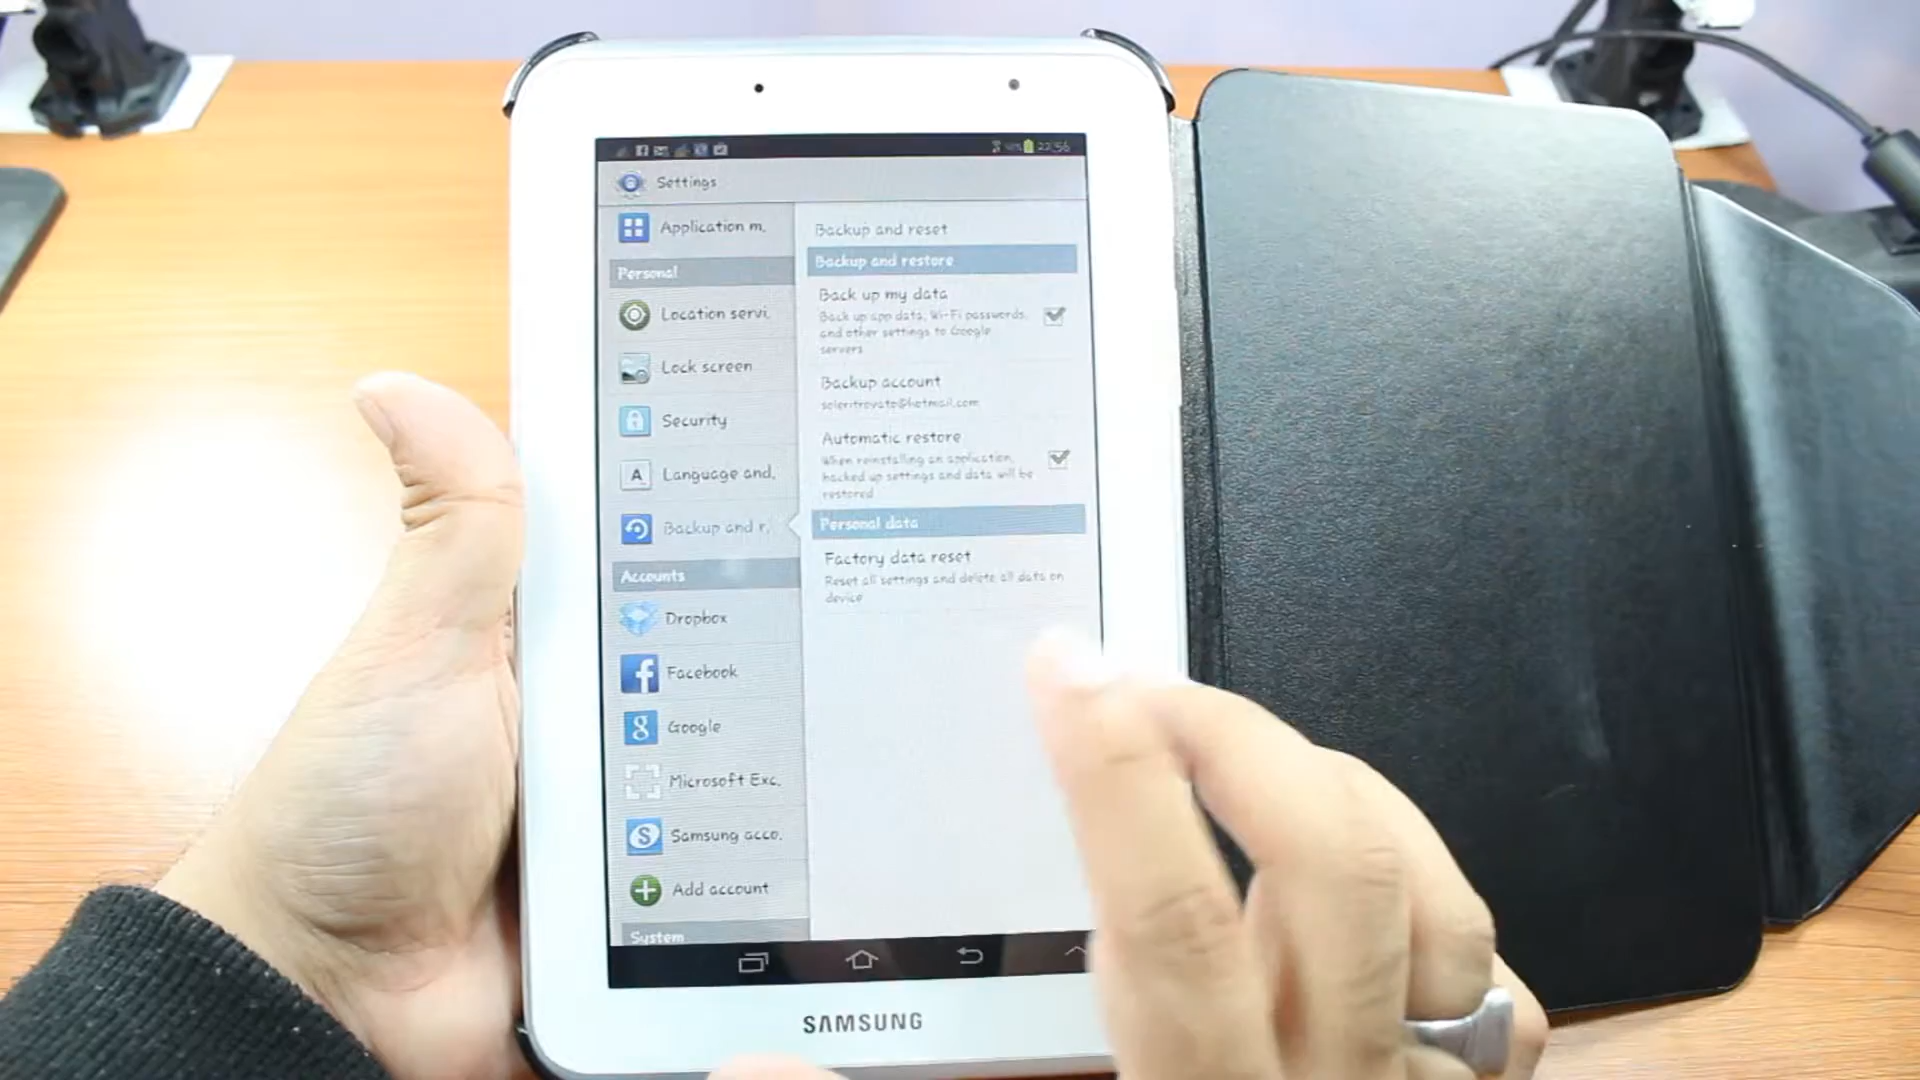 22:56
Settings
Application m.
Personal
Location servi.
Lock screen
Security
Language and.
Backup and r.
Accounts
Dropbox
Facebook
Google
Microsoft Exc.
Samsung acco.
Add account
System
Backup and reset
Backup and restore
Back up my data
Back up app data, Wi-Fi passwords,
and other settings to Google
servers
Backup account
Automatic restore
When reinstalling an application,
backed up settings and data will be
restored
Personal data
Factory data reset
Reset all settings and delete all data on
device
SAMSUNG